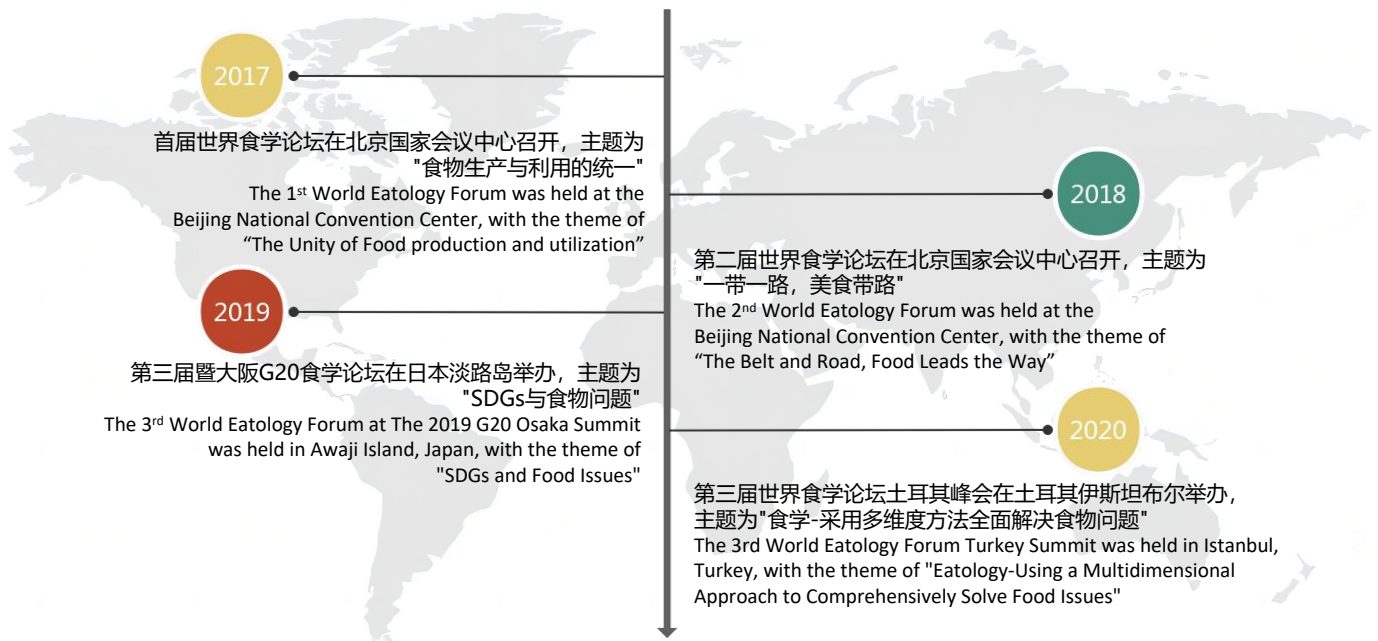 2017
首届世界食学论坛在北京国家会议中心召开，主题为
"食物生产与利用的统一"
The 1st World Eatology Forum was held at the
Beijing National Convention Center, with the theme of
“The Unity of Food production and utilization”
2018
第二届世界食学论坛在北京国家会议中心召开，主题为
"一带一路，美食带路"
The 2nd World Eatology Forum was held at the
Beijing National Convention Center, with the theme of
“The Belt and Road, Food Leads the Way”
2019
第三届暨大阪G20食学论坛在日本淡路岛举办，主题为
"SDGs与食物问题"
The 3rd World Eatology Forum at The 2019 G20 Osaka Summit
was held in Awaji Island, Japan, with the theme of
"SDGs and Food Issues"
2020
第三届世界食学论坛土耳其峰会在土耳其伊斯坦布尔举办，
主题为"食学-采用多维度方法全面解决食物问题"
The 3rd World Eatology Forum Turkey Summit was held in Istanbul,
Turkey, with the theme of "Eatology-Using a Multidimensional
Approach to Comprehensively Solve Food Issues"